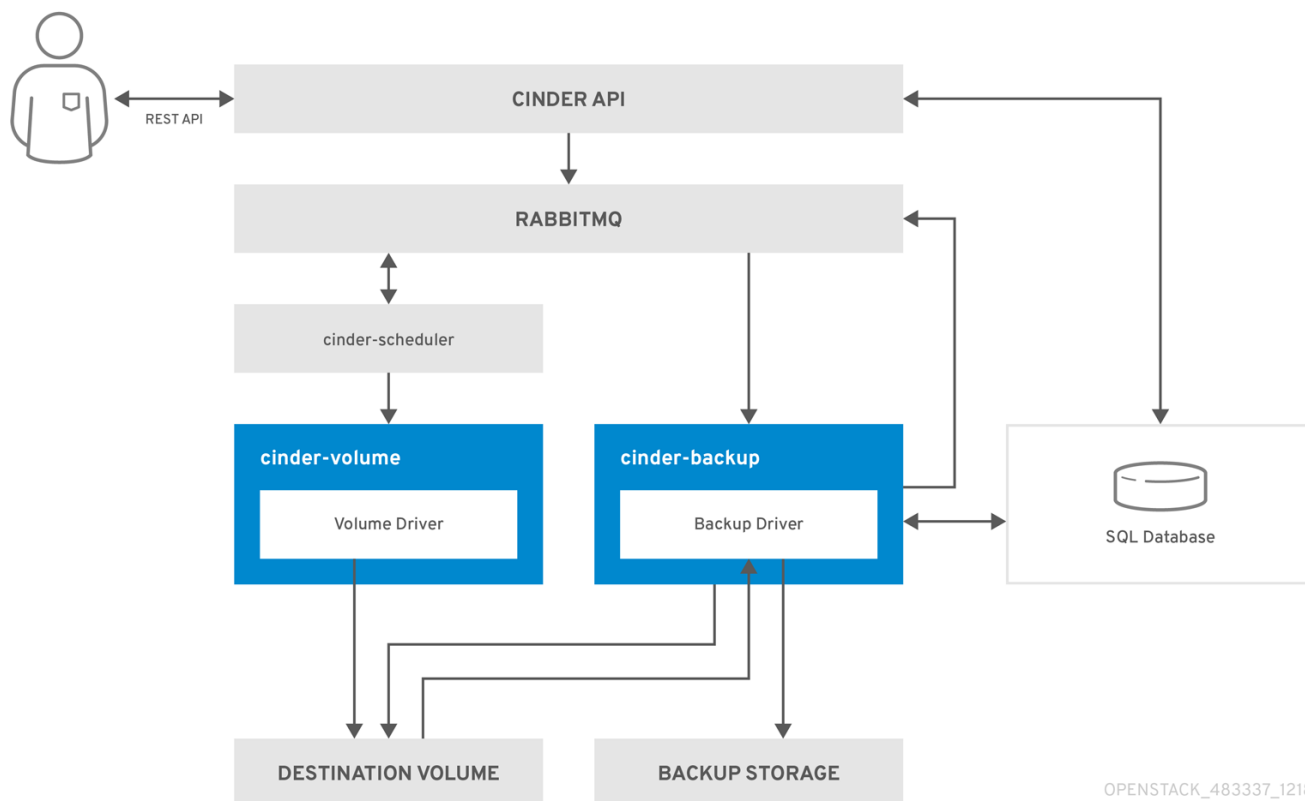 CINDER API
REST API
RABBITMQ
cinder-scheduler
cinder-volume
cinder-backup
Volume Driver
Backup Driver
SQL Database
DESTINATION VOLUME
BACKUP STORAGE
OPENSTACK_483337_1218